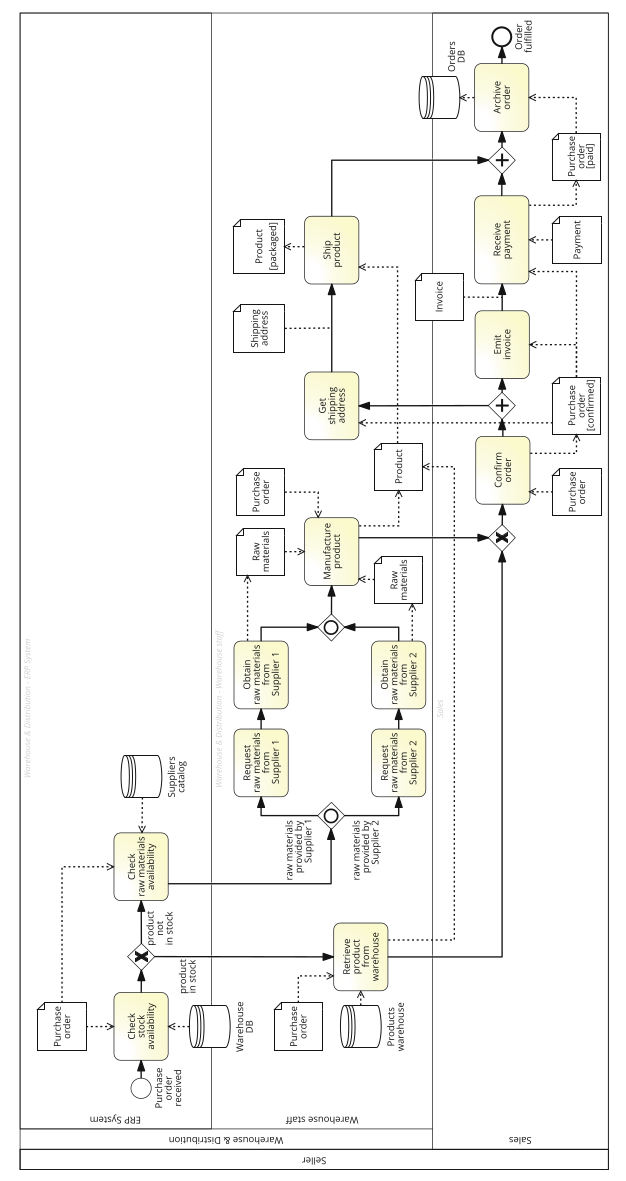 Seller
Warehouse & Distribution
ERP System
Warehouse staff
Sales
Warehouse & Distribution - ERP System
Warehouse & Distribution - Warehouse staff
Sales
Purchase
order
received
Purchase
order
Check
stock
availability
Warehouse
DB
product
not
in stock
product
in stock
Check
raw materials
availability
Suppliers
catalog
Purchase
order
Products
warehouse
Retrieve
product
from
warehouse
raw materials
provided by
Supplier 1
raw materials
provided by
Supplier 2
Request
raw materials
from
Supplier 1
Request
raw materials
from
Supplier 2
Obtain
raw materials
from
Supplier 1
Obtain
raw materials
from
Supplier 2
Raw
materials
Raw
materials
Purchase
order
Manufacture
product
Product
Purchase
order
Confirm
order
Purchase
order
[confirmed]
Get
shipping
address
Shipping
address
Emit
invoice
Invoice
Ship
product
Product
[packaged]
Receive
payment
Payment
Purchase
order
[paid]
Archive
order
Orders
DB
Order
fulfilled